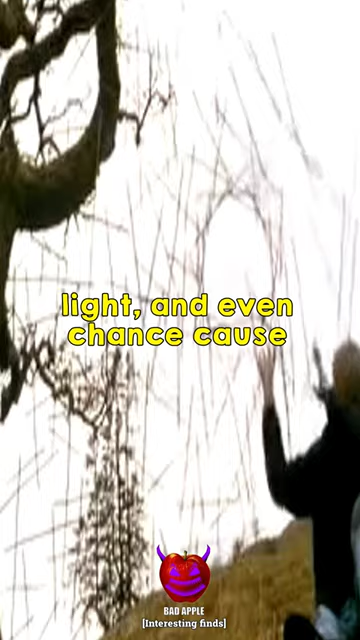 light, and even
chance cause
BAD APPLE
[Interesting finds]